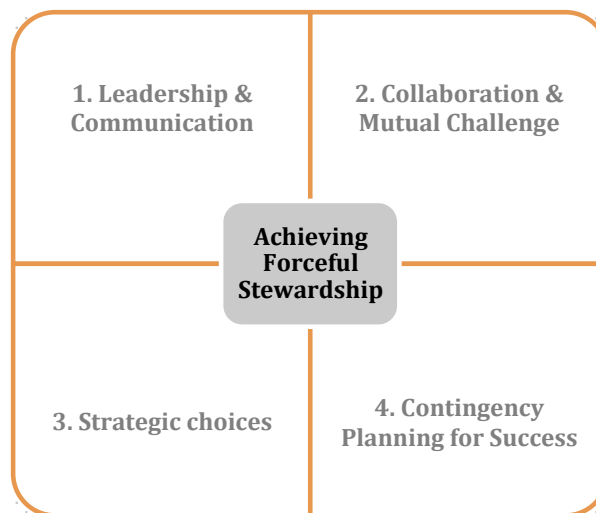 1. Leadership &
Communication
2. Collaboration &
Mutual Challenge
Achieving
Forceful
Stewardship
3. Strategic choices
4. Contingency
Planning for Success